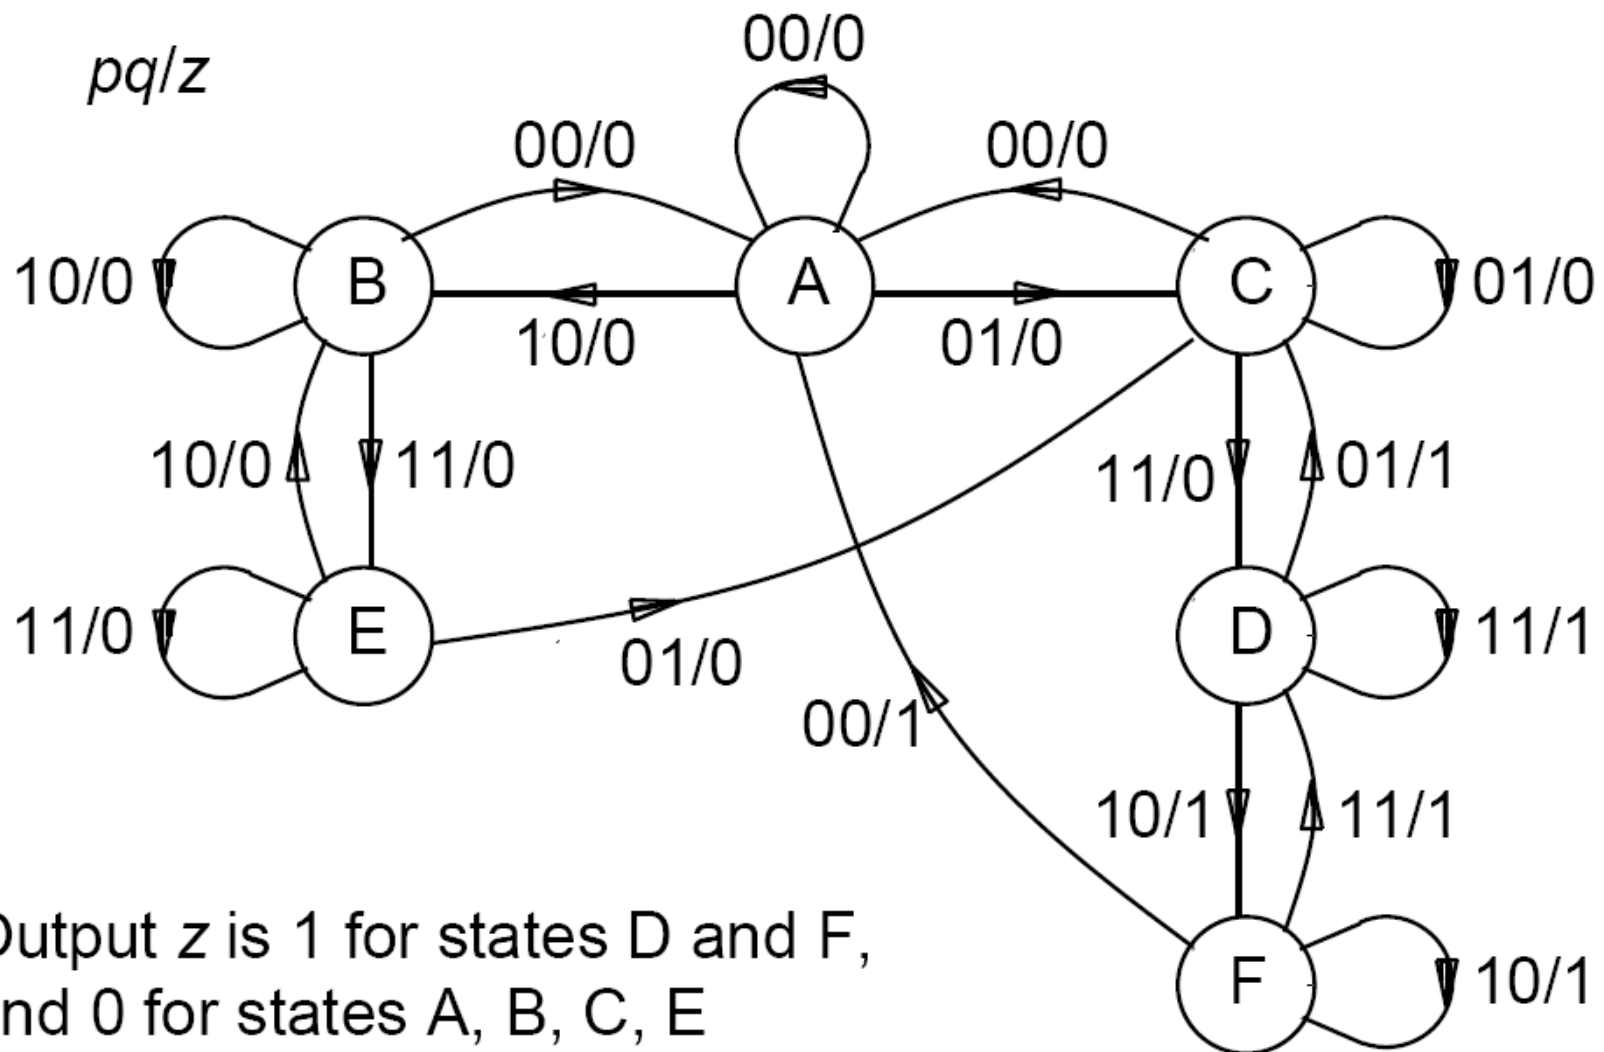 pq/z
00/0
00/0
00/0
10/0
B
A
C
01/0
10/0
01/0
10/0
11/0
11/0
01/1
11/0
E
D
11/1
01/0
00/1
10/1
11/1
Output z is 1 for states D and F,
nd 0 for states A, B, C, E
F
10/1